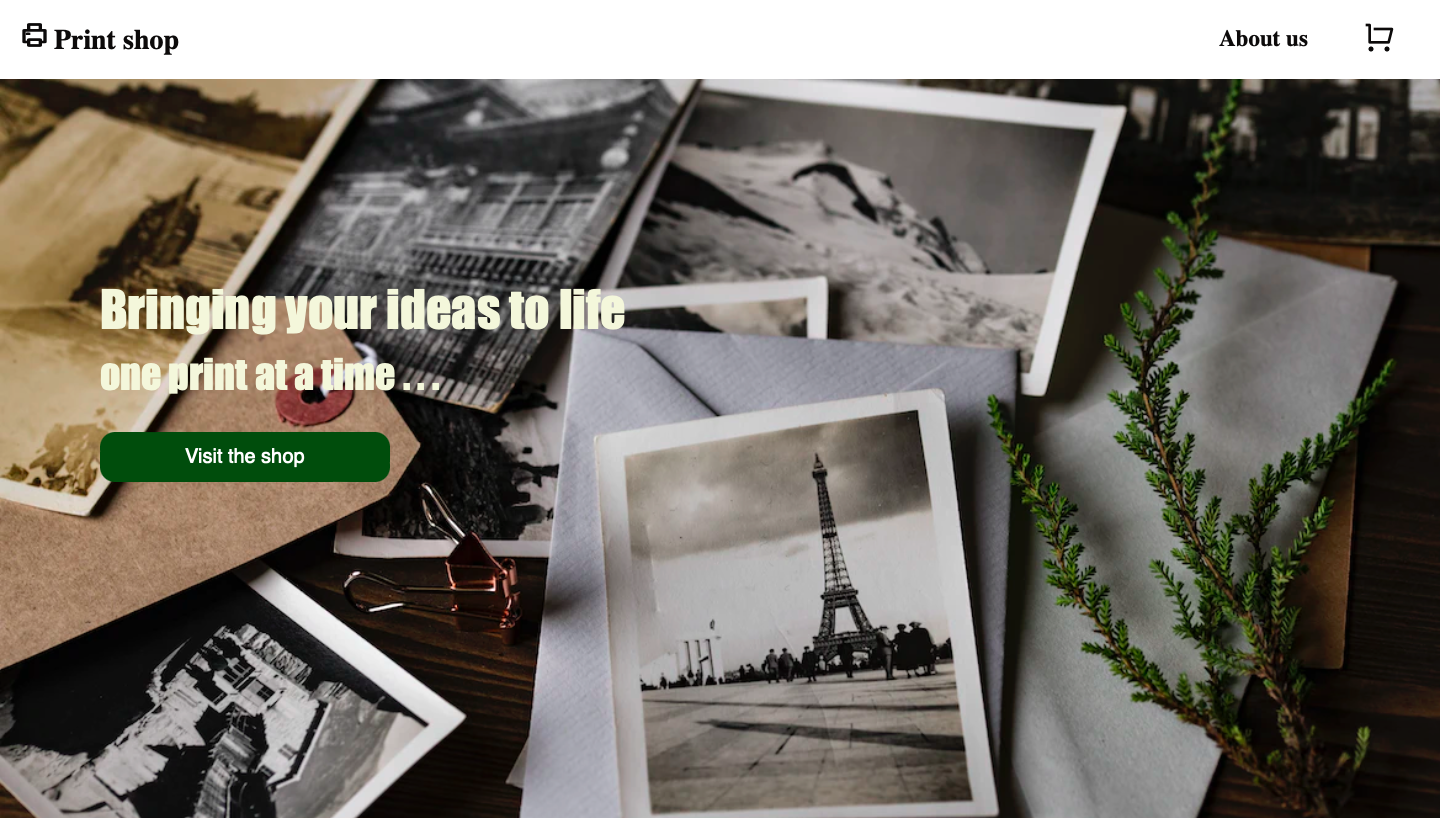 Print shop
About us
Bringing your ideas to life
one print at a time . . .
Visit the shop